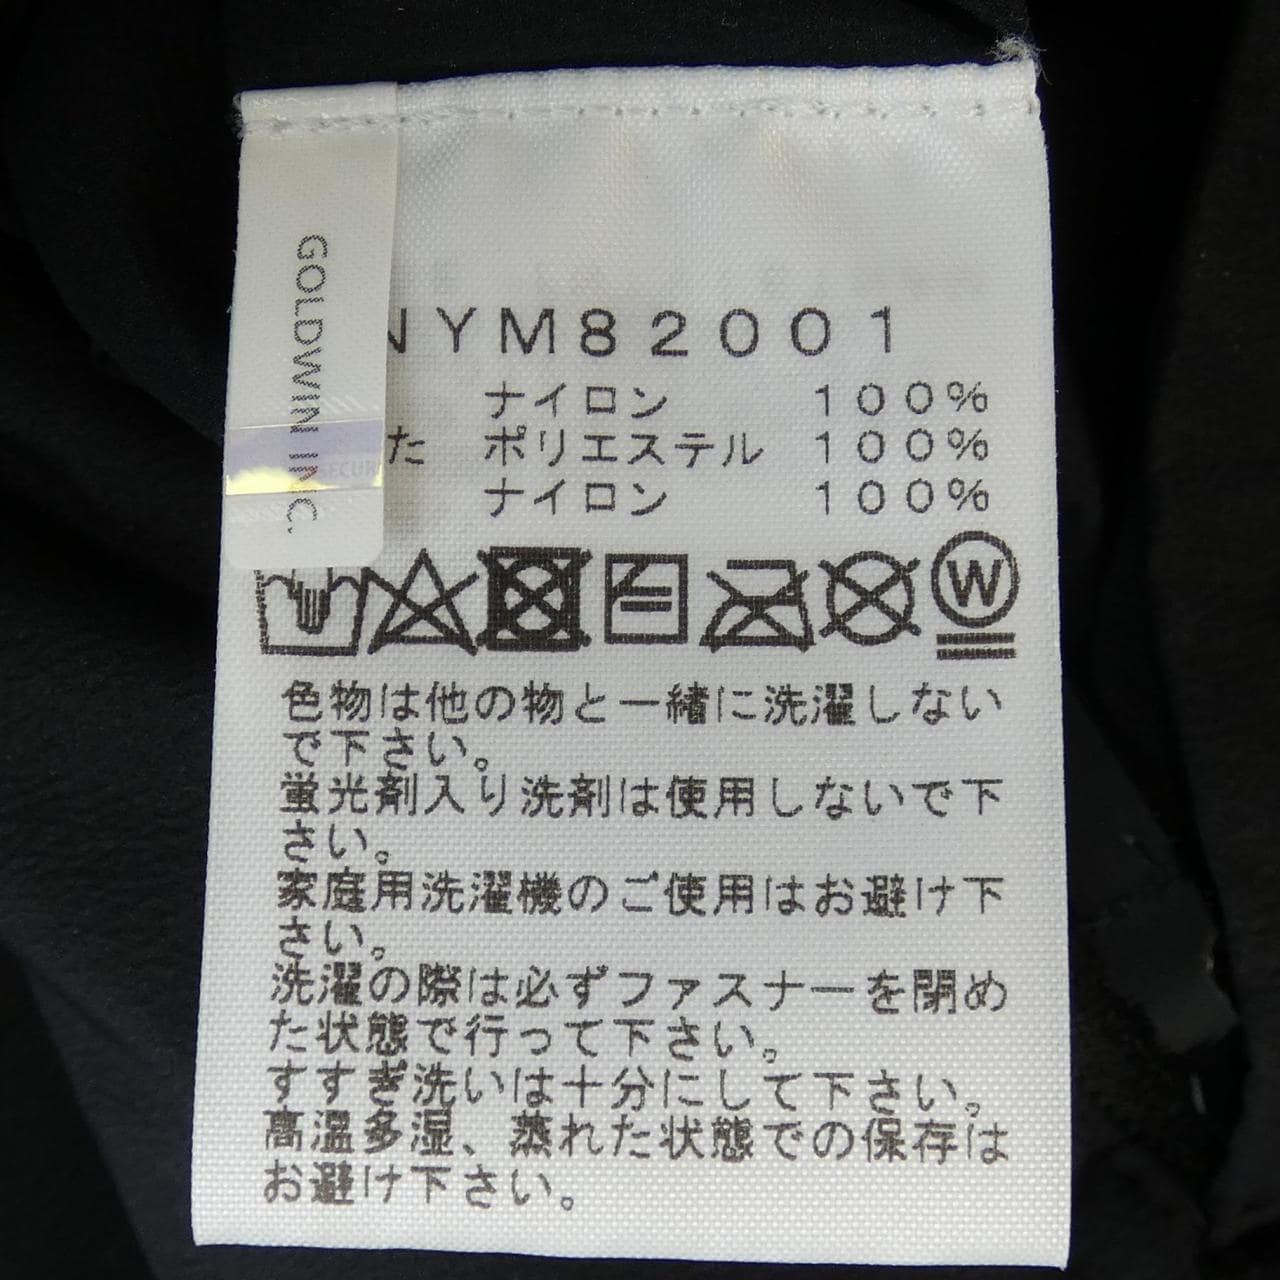 GOLDWIN INC.
NYM82001
ナイロン 100%
た ポリエステル 100%
ナイロン 100%
W
色物は他の物と一緒に洗濯しない
で下さい。
蛍光剤入り洗剤は使用しないで下
さい。
家庭用洗濯機のご使用はお避け下
さい。
洗濯の際は必ずファスナーを閉め
た状態で行って下さい。
すすぎ洗いは十分にして下さい。
高温多湿、蒸れた状態での保存は
お避け下さい。